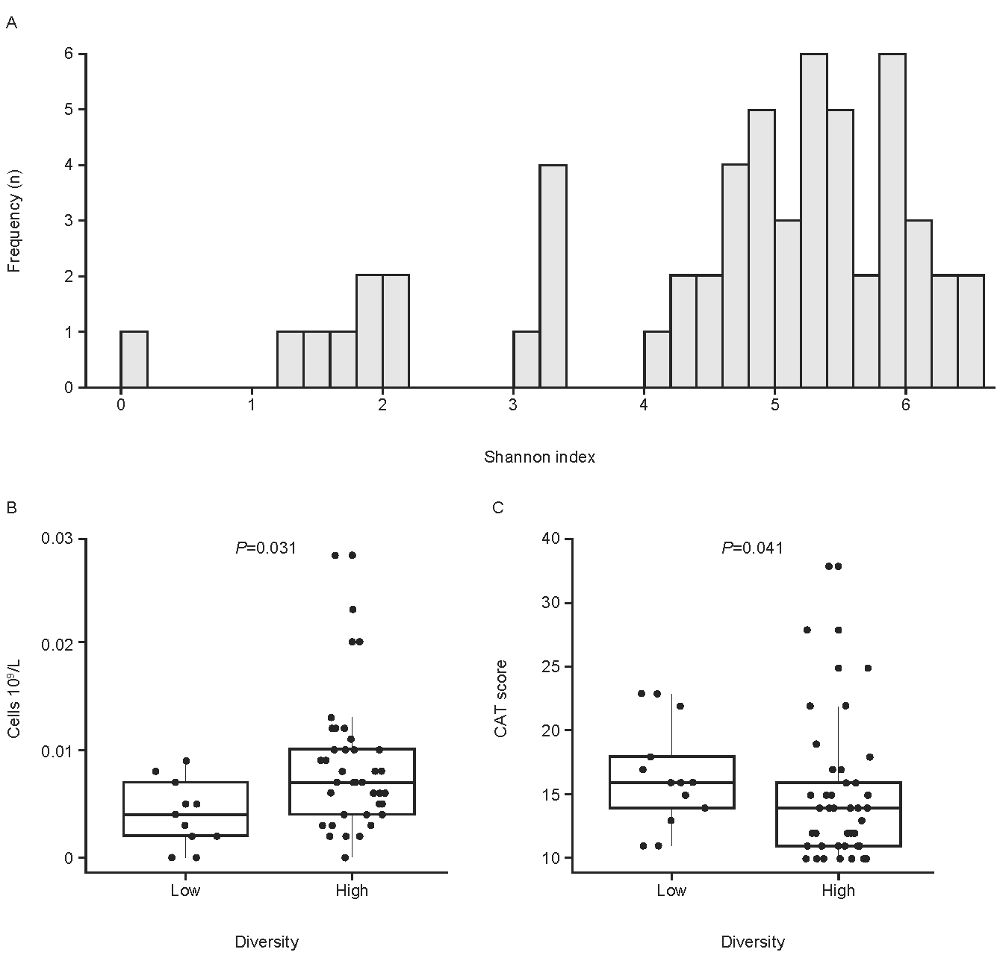 A
6
5
4
3
2
1
0
Frequency (n)
0 1 2 3 4 5 6
Shannon index
B
0.03
0.02
0.01
0
Cells 10⁹/L
P=0.031
Low High
Diversity
C
40
30
25
20
15
10
CAT score
P=0.041
Low High
Diversity